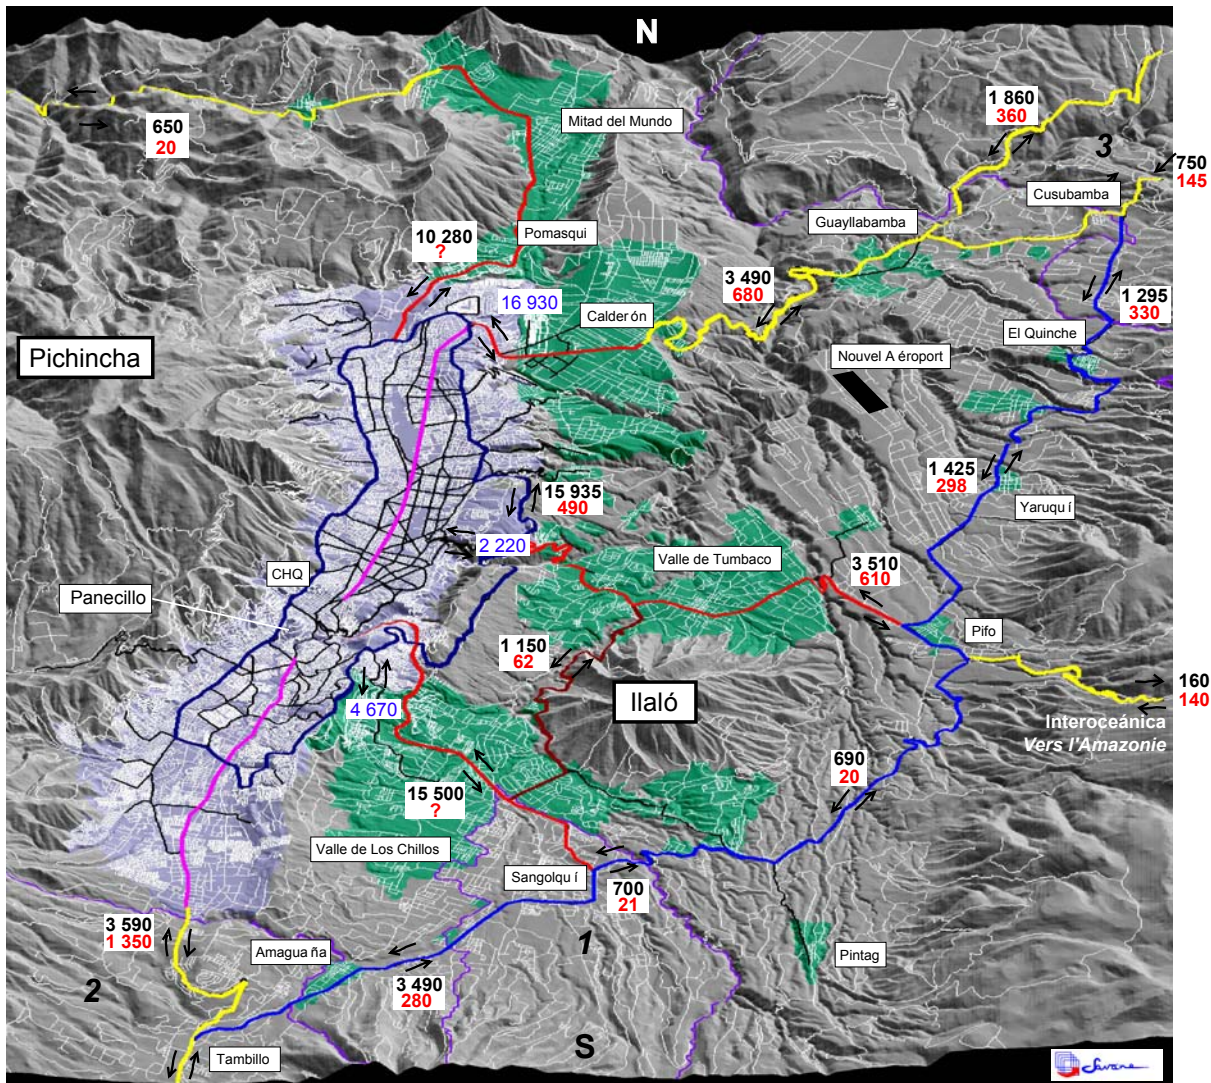 N
1 860
360
Mitad del Mundo
650
20
3
750
145
Cusubamba
Guayllabamba
Pomasqui
10 280
?
3 490
680
16 930
1 295
330
Calder ón
El Quinche
Pichincha
Nouvel A éroport
1 425
298
15 935
490
Yaruqu í
2 220
Valle de Tumbaco
3 510
610
CHQ
Panecillo
Pifo
1 150
62
160
140
Ilaló
4 670
Interoceánica
Vers l'Amazonie
690
20
15 500
?
Valle de Los Chillos
Sangolqu í
700
21
3 590
1 350
Amagua ña
1
Pintag
2
3 490
280
S
Tambillo
Savane